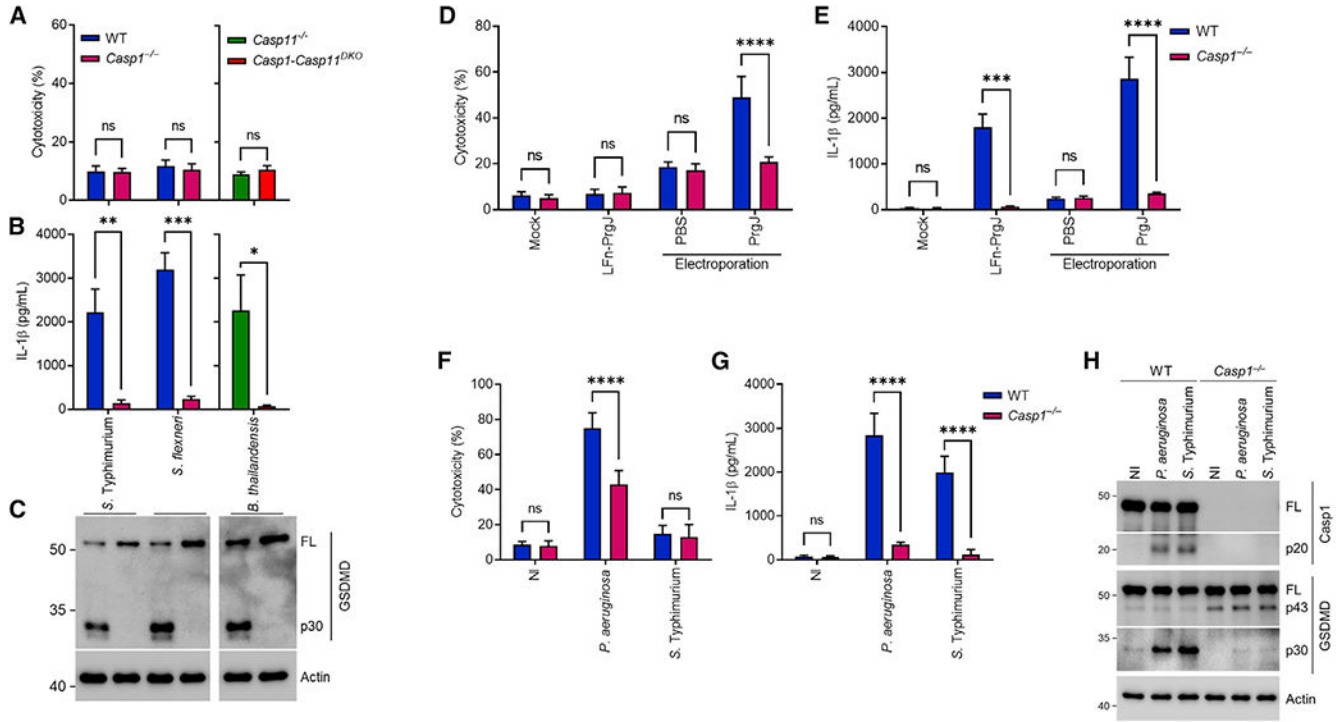 A
Cytotoxicity (%)
60
40
20
0
WT
Casp1–/–
Casp11-/-
Casp1-Casp11DKO
ns
ns
ns
B
IL-1β (pg/mL)
4000
3000
2000
1000
0
**
***
*
S. Typhimurium
S. flexneri
B. thailandensis
C
50
35
40
FL
p30
GSDMD
Actin
D
Cytotoxicity (%)
80
60
40
20
0
ns
ns
ns
****
Mock
LFn-PrgJ
PBS
PrgJ
Electroporation
E
IL-1β (pg/mL)
4000
3000
2000
1000
0
ns
***
ns
****
WT
Casp1–/–
Mock
LFn-PrgJ
PBS
PrgJ
Electroporation
F
Cytotoxicity (%)
100
80
60
40
20
0
ns
****
ns
NI
P. aeruginosa
S. Typhimurium
G
IL-1β (pg/mL)
4000
3000
2000
1000
0
ns
****
****
WT
Casp1–/–
NI
P. aeruginosa
S. Typhimurium
H
WT
Casp1–/–
NI
P. aeruginosa
S. Typhimurium
NI
P. aeruginosa
S. Typhimurium
50
20
50
35
40
FL
p20
Casp1
FL
p43
p30
GSDMD
Actin